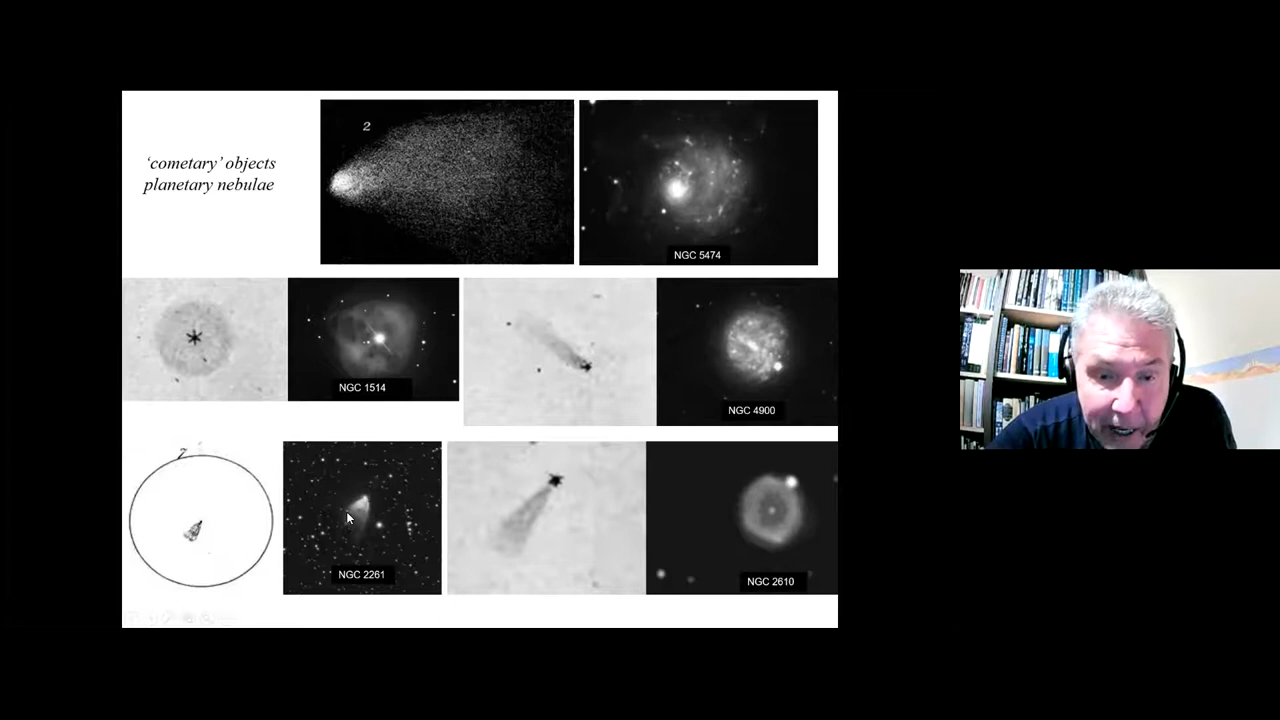 ‘cometary’ objects
planetary nebulae
2
NGC 5474
NGC 1514
NGC 4900
NGC 2261
NGC 2610